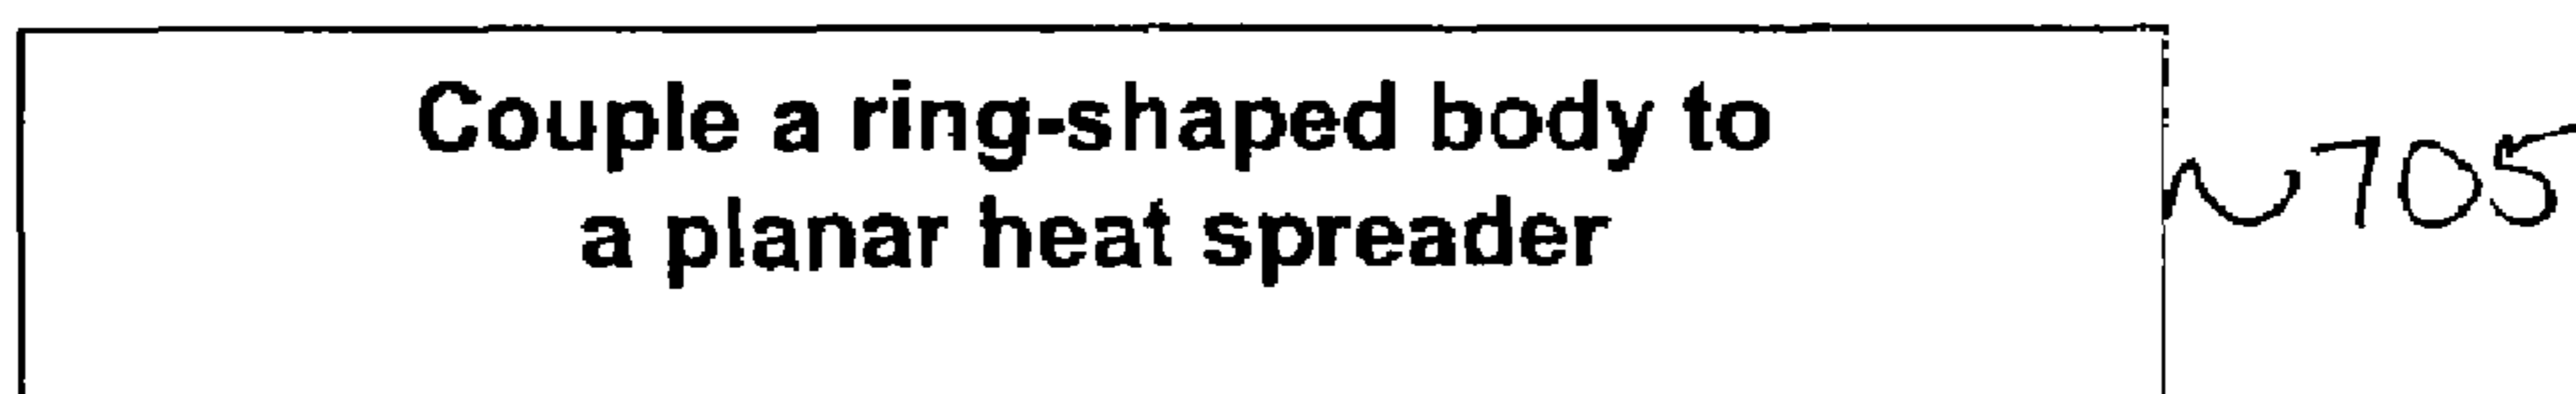 Couple a ring-shaped body to
a planar heat spreader
705